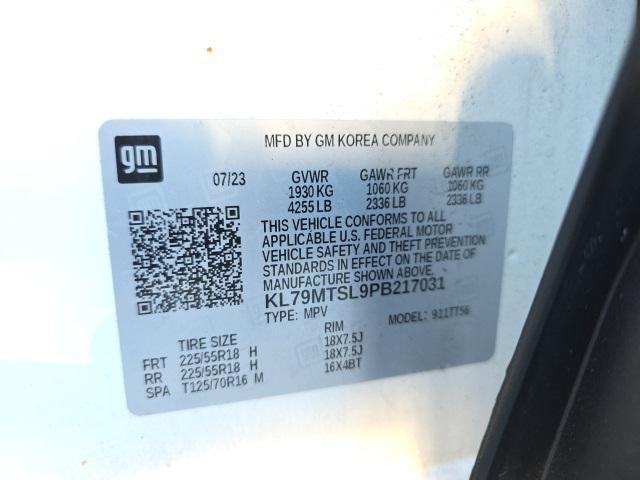 gm
MFD BY GM KOREA COMPANY
07/23 GVWR GAWR FRT GAWR RR
1930 KG 1060 KG 1060 KG
4255 LB 2336 LB 2336 LB
THIS VEHICLE CONFORMS TO ALL
APPLICABLE U.S. FEDERAL MOTOR
VEHICLE SAFETY AND THEFT PREVENTION
STANDARDS IN EFFECT ON THE DATE OF
MANUFACTURE SHOWN ABOVE.
KL79MTSL9PB217031
TYPE: MPV MODEL: 911TT56
TIRE SIZE RIM
FRT 225/55R18 H 18X7.5J
RR 225/55R18 H 18X7.5J
SPA T125/70R16 M 16X4BT